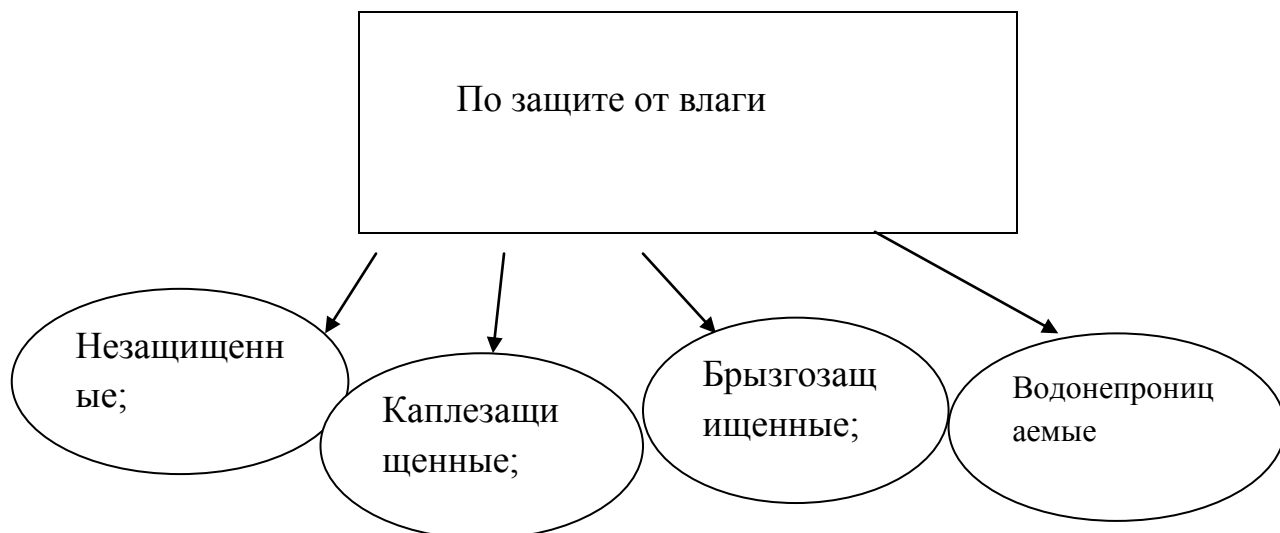 По защите от влаги
Незащищенн
ые;
Каплезащи
щенные;
Брызгозащ
ищенные;
Водонепрониц
аемые